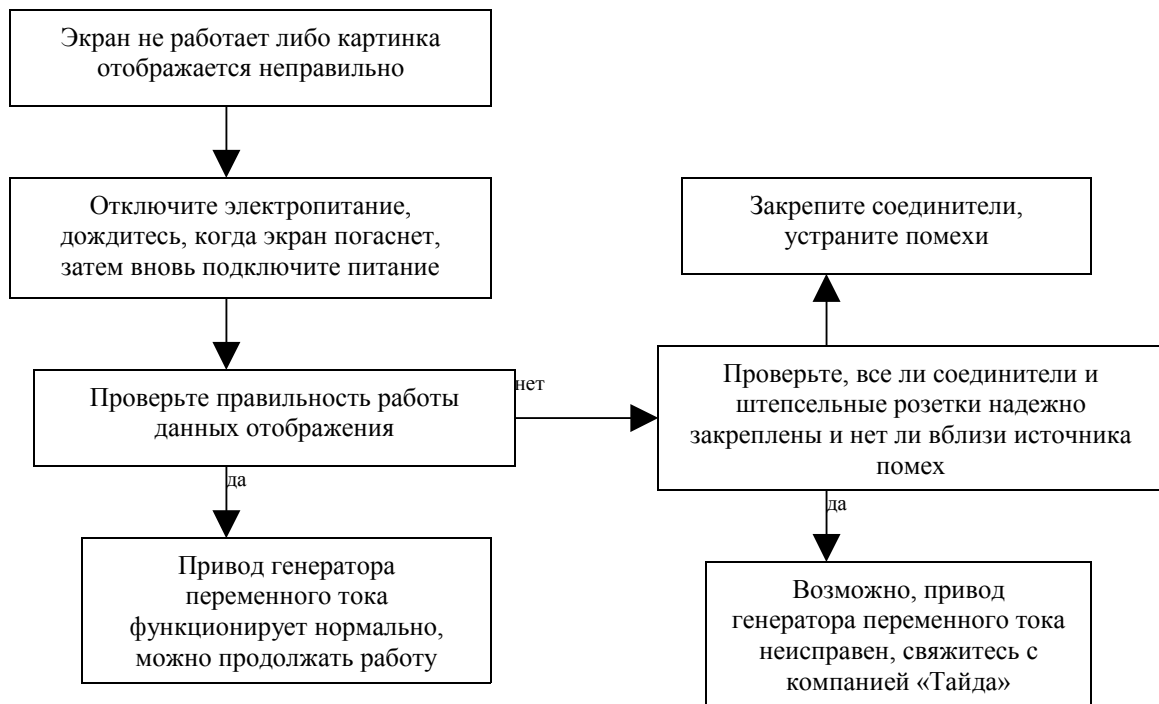 Экран не работает либо картинка
отображается неправильно
Отключите электропитание,
дождитесь, когда экран погаснет,
затем вновь подключите питание
Закрепите соединители,
устраните помехи
Проверьте правильность работы
данных отображения
нет
Проверьте, все ли соединители и
штепсельные розетки надежно
закреплены и нет ли вблизи источника
помех
да
Привод генератора
переменного тока
функционирует нормально,
можно продолжать работу
да
Возможно, привод
генератора переменного тока
неисправен, свяжитесь с
компанией «Тайда»